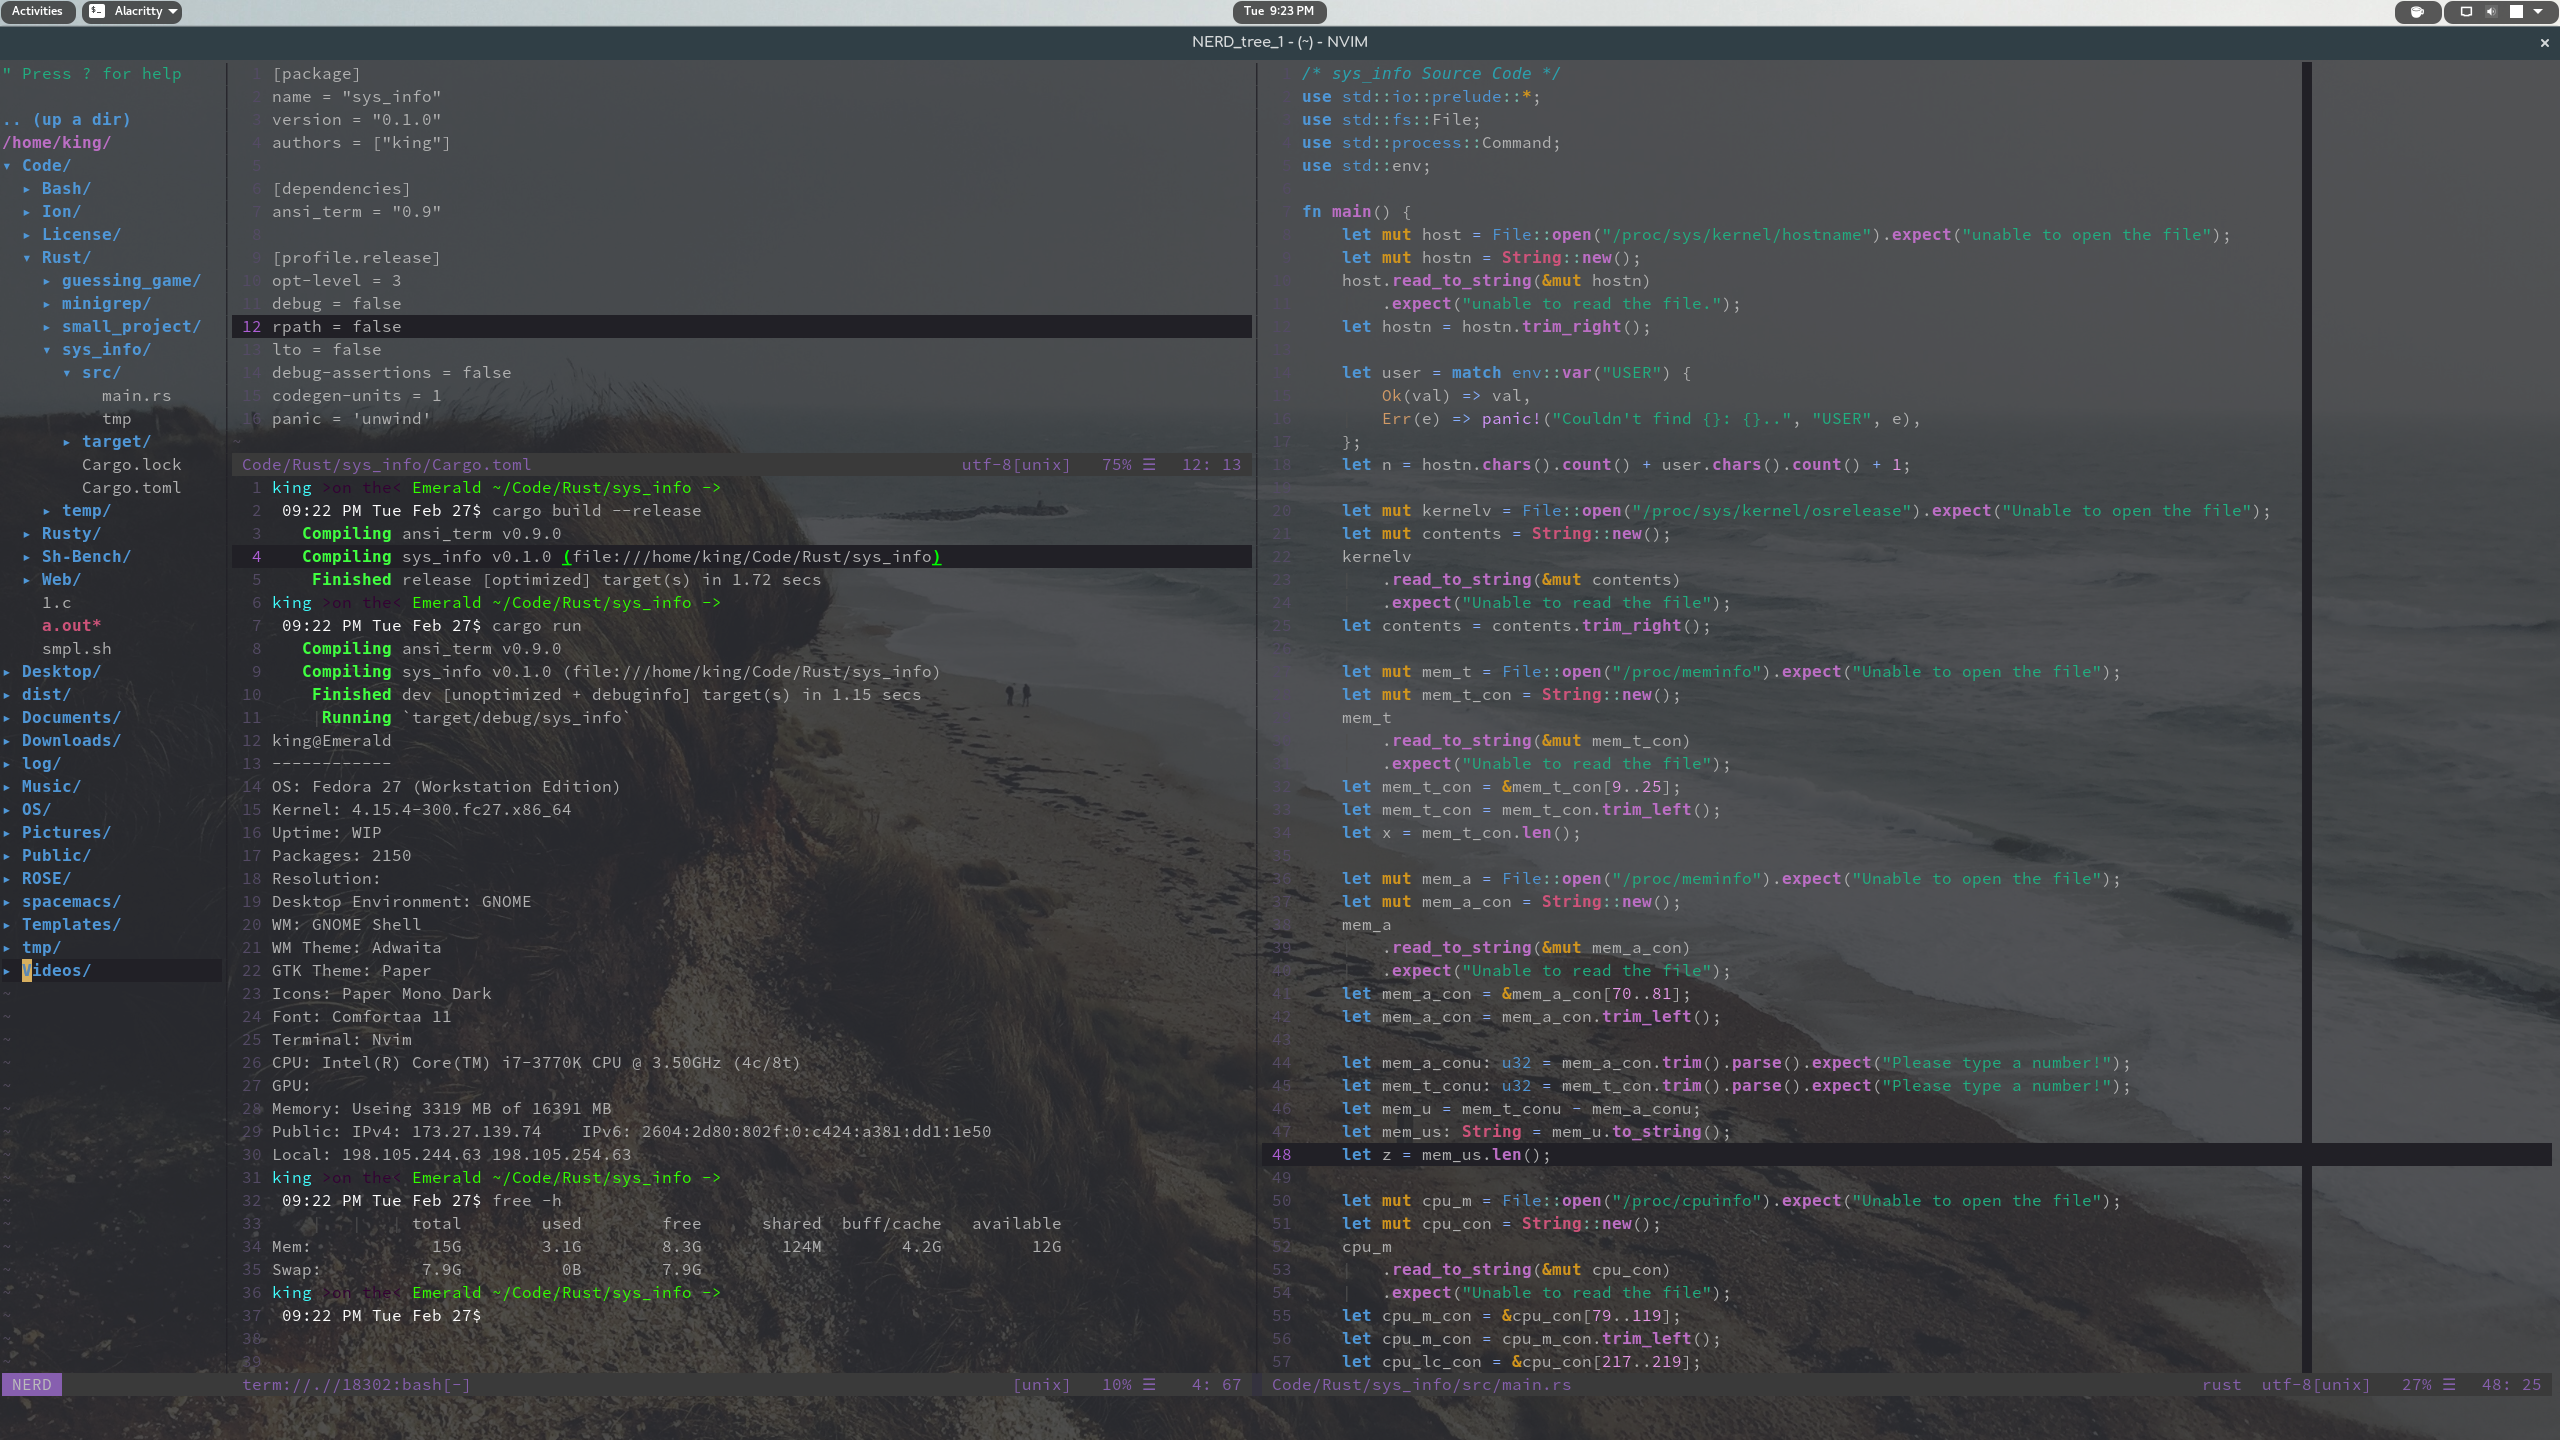 Activities
Alacritty
Tue 9:23 PM
NERD_tree_1 - (~) - NVIM
" Press ? for help
.. (up a dir)
/home/king/
▾ Code/
▸ Bash/
▸ Ion/
▸ License/
▾ Rust/
▸ guessing_game/
▸ minigrep/
▸ small_project/
▾ sys_info/
▾ src/
main.rs
tmp
▸ target/
Cargo.lock
Cargo.toml
▸ temp/
▸ Rusty/
▸ Sh-Bench/
▸ Web/
1.c
a.out*
smpl.sh
▸ Desktop/
▸ dist/
▸ Documents/
▸ Downloads/
▸ log/
▸ Music/
▸ OS/
▸ Pictures/
▸ Public/
▸ ROSE/
▸ spacemacs/
▸ Templates/
▸ tmp/
▸ Videos/
NERD
1 [package]
2 name = "sys_info"
3 version = "0.1.0"
4 authors = ["king"]
5
6 [dependencies]
7 ansi_term = "0.9"
8
9 [profile.release]
10 opt-level = 3
11 debug = false
12 rpath = false
13 lto = false
14 debug-assertions = false
15 codegen-units = 1
16 panic = 'unwind'
~
Code/Rust/sys_info/Cargo.toml utf-8[unix] 75% ☰ 12: 13
1 king >on the< Emerald ~/Code/Rust/sys_info ->
2 09:22 PM Tue Feb 27$ cargo build --release
3 Compiling ansi_term v0.9.0
4 Compiling sys_info v0.1.0 (file:///home/king/Code/Rust/sys_info)
5 Finished release [optimized] target(s) in 1.72 secs
6 king >on the< Emerald ~/Code/Rust/sys_info ->
7 09:22 PM Tue Feb 27$ cargo run
8 Compiling ansi_term v0.9.0
9 Compiling sys_info v0.1.0 (file:///home/king/Code/Rust/sys_info)
10 Finished dev [unoptimized + debuginfo] target(s) in 1.15 secs
11 Running `target/debug/sys_info`
12 king@Emerald
13 ------------
14 OS: Fedora 27 (Workstation Edition)
15 Kernel: 4.15.4-300.fc27.x86_64
16 Uptime: WIP
17 Packages: 2150
18 Resolution:
19 Desktop Environment: GNOME
20 WM: GNOME Shell
21 WM Theme: Adwaita
22 GTK Theme: Paper
23 Icons: Paper Mono Dark
24 Font: Comfortaa 11
25 Terminal: Nvim
26 CPU: Intel(R) Core(TM) i7-3770K CPU @ 3.50GHz (4c/8t)
27 GPU:
28 Memory: Useing 3319 MB of 16391 MB
29 Public: IPv4: 173.27.139.74 IPv6: 2604:2d80:802f:0:c424:a381:dd1:1e50
30 Local: 198.105.244.63 198.105.254.63
31 king >on the< Emerald ~/Code/Rust/sys_info ->
32 09:22 PM Tue Feb 27$ free -h
33 total used free shared buff/cache available
34 Mem: 15G 3.1G 8.3G 124M 4.2G 12G
35 Swap: 7.9G 0B 7.9G
36 king >on the< Emerald ~/Code/Rust/sys_info ->
37 09:22 PM Tue Feb 27$
38
39
term://.//18302:bash[-] [unix] 10% ☰ 4: 67
/* sys_info Source Code */
use std::io::prelude::*;
use std::fs::File;
use std::process::Command;
use std::env;
fn main() {
let mut host = File::open("/proc/sys/kernel/hostname").expect("unable to open the file");
let mut hostn = String::new();
host.read_to_string(&mut hostn)
.expect("unable to read the file.");
let hostn = hostn.trim_right();
let user = match env::var("USER") {
Ok(val) => val,
16 Err(e) => panic!("Couldn't find {}: {}..", "USER", e),
17 };
18 let n = hostn.chars().count() + user.chars().count() + 1;
19
20 let mut kernelv = File::open("/proc/sys/kernel/osrelease").expect("Unable to open the file");
21 let mut contents = String::new();
22 kernelv
23 .read_to_string(&mut contents)
24 .expect("Unable to read the file");
25 let contents = contents.trim_right();
let mut mem_t = File::open("/proc/meminfo").expect("Unable to open the file");
let mut mem_t_con = String::new();
mem_t
.read_to_string(&mut mem_t_con)
.expect("Unable to read the file");
32 let mem_t_con = &mem_t_con[9..25];
33 let mem_t_con = mem_t_con.trim_left();
34 let x = mem_t_con.len();
35
36 let mut mem_a = File::open("/proc/meminfo").expect("Unable to open the file");
37 let mut mem_a_con = String::new();
38 mem_a
39 .read_to_string(&mut mem_a_con)
40 .expect("Unable to read the file");
41 let mem_a_con = &mem_a_con[70..81];
42 let mem_a_con = mem_a_con.trim_left();
43
44 let mem_a_conu: u32 = mem_a_con.trim().parse().expect("Please type a number!");
45 let mem_t_conu: u32 = mem_t_con.trim().parse().expect("Please type a number!");
46 let mem_u = mem_t_conu - mem_a_conu;
47 let mem_us: String = mem_u.to_string();
48 let z = mem_us.len();
49
50 let mut cpu_m = File::open("/proc/cpuinfo").expect("Unable to open the file");
51 let mut cpu_con = String::new();
52 cpu_m
53 .read_to_string(&mut cpu_con)
54 .expect("Unable to read the file");
55 let cpu_m_con = &cpu_con[79..119];
56 let cpu_m_con = cpu_m_con.trim_left();
57 let cpu_lc_con = &cpu_con[217..219];
Code/Rust/sys_info/src/main.rs rust utf-8[unix] 27% ☰ 48: 25